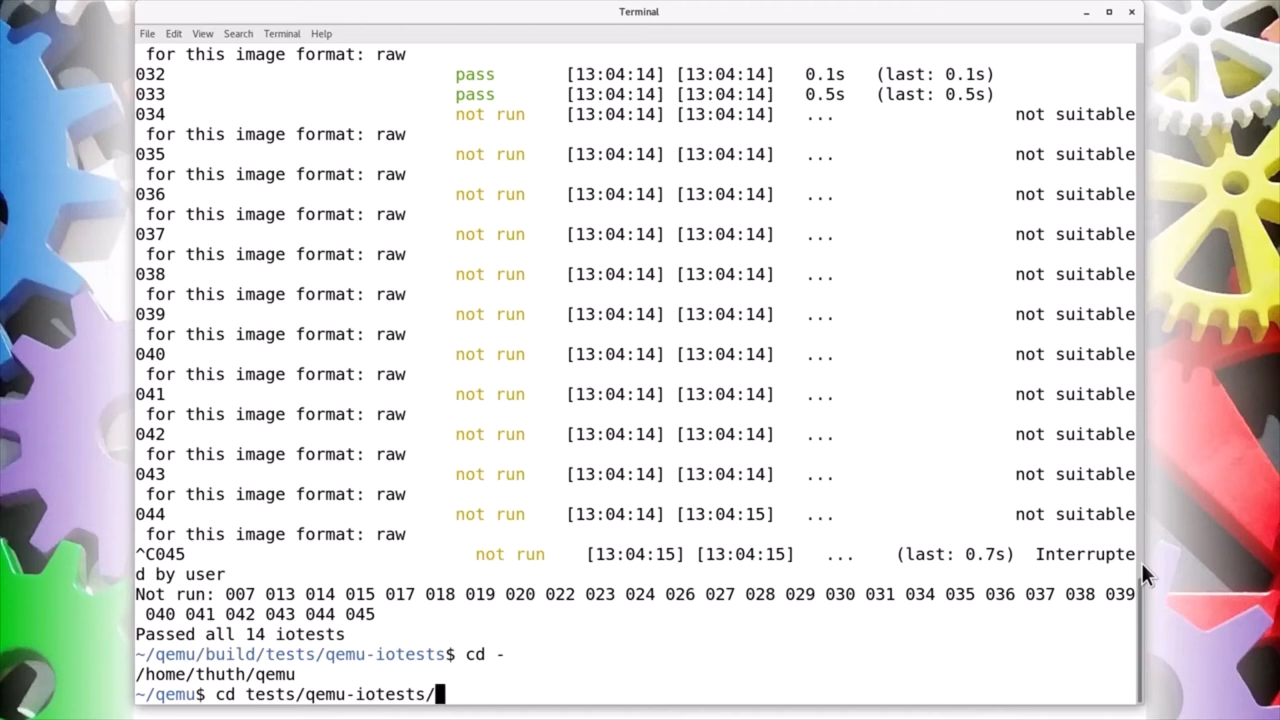 Terminal
File Edit View Search Terminal Help
for this image format: raw
032 pass [13:04:14] [13:04:14] 0.1s (last: 0.1s)
033 pass [13:04:14] [13:04:14] 0.5s (last: 0.5s)
034 not run [13:04:14] [13:04:14] ... not suitable
for this image format: raw
035 not run [13:04:14] [13:04:14] ... not suitable
for this image format: raw
036 not run [13:04:14] [13:04:14] ... not suitable
for this image format: raw
037 not run [13:04:14] [13:04:14] ... not suitable
for this image format: raw
038 not run [13:04:14] [13:04:14] ... not suitable
for this image format: raw
039 not run [13:04:14] [13:04:14] ... not suitable
for this image format: raw
040 not run [13:04:14] [13:04:14] ... not suitable
for this image format: raw
041 not run [13:04:14] [13:04:14] ... not suitable
for this image format: raw
042 not run [13:04:14] [13:04:14] ... not suitable
for this image format: raw
043 not run [13:04:14] [13:04:14] ... not suitable
for this image format: raw
044 not run [13:04:14] [13:04:15] ... not suitable
for this image format: raw
^C045 not run [13:04:15] [13:04:15] ... (last: 0.7s) Interrupte
d by user
Not run: 007 013 014 015 017 018 019 020 022 023 024 026 027 028 029 030 031 034 035 036 037 038 039
040 041 042 043 044 045
Passed all 14 iotests
~/qemu/build/tests/qemu-iotests$ cd -
/home/thuth/qemu
~/qemu$ cd tests/qemu-iotests/